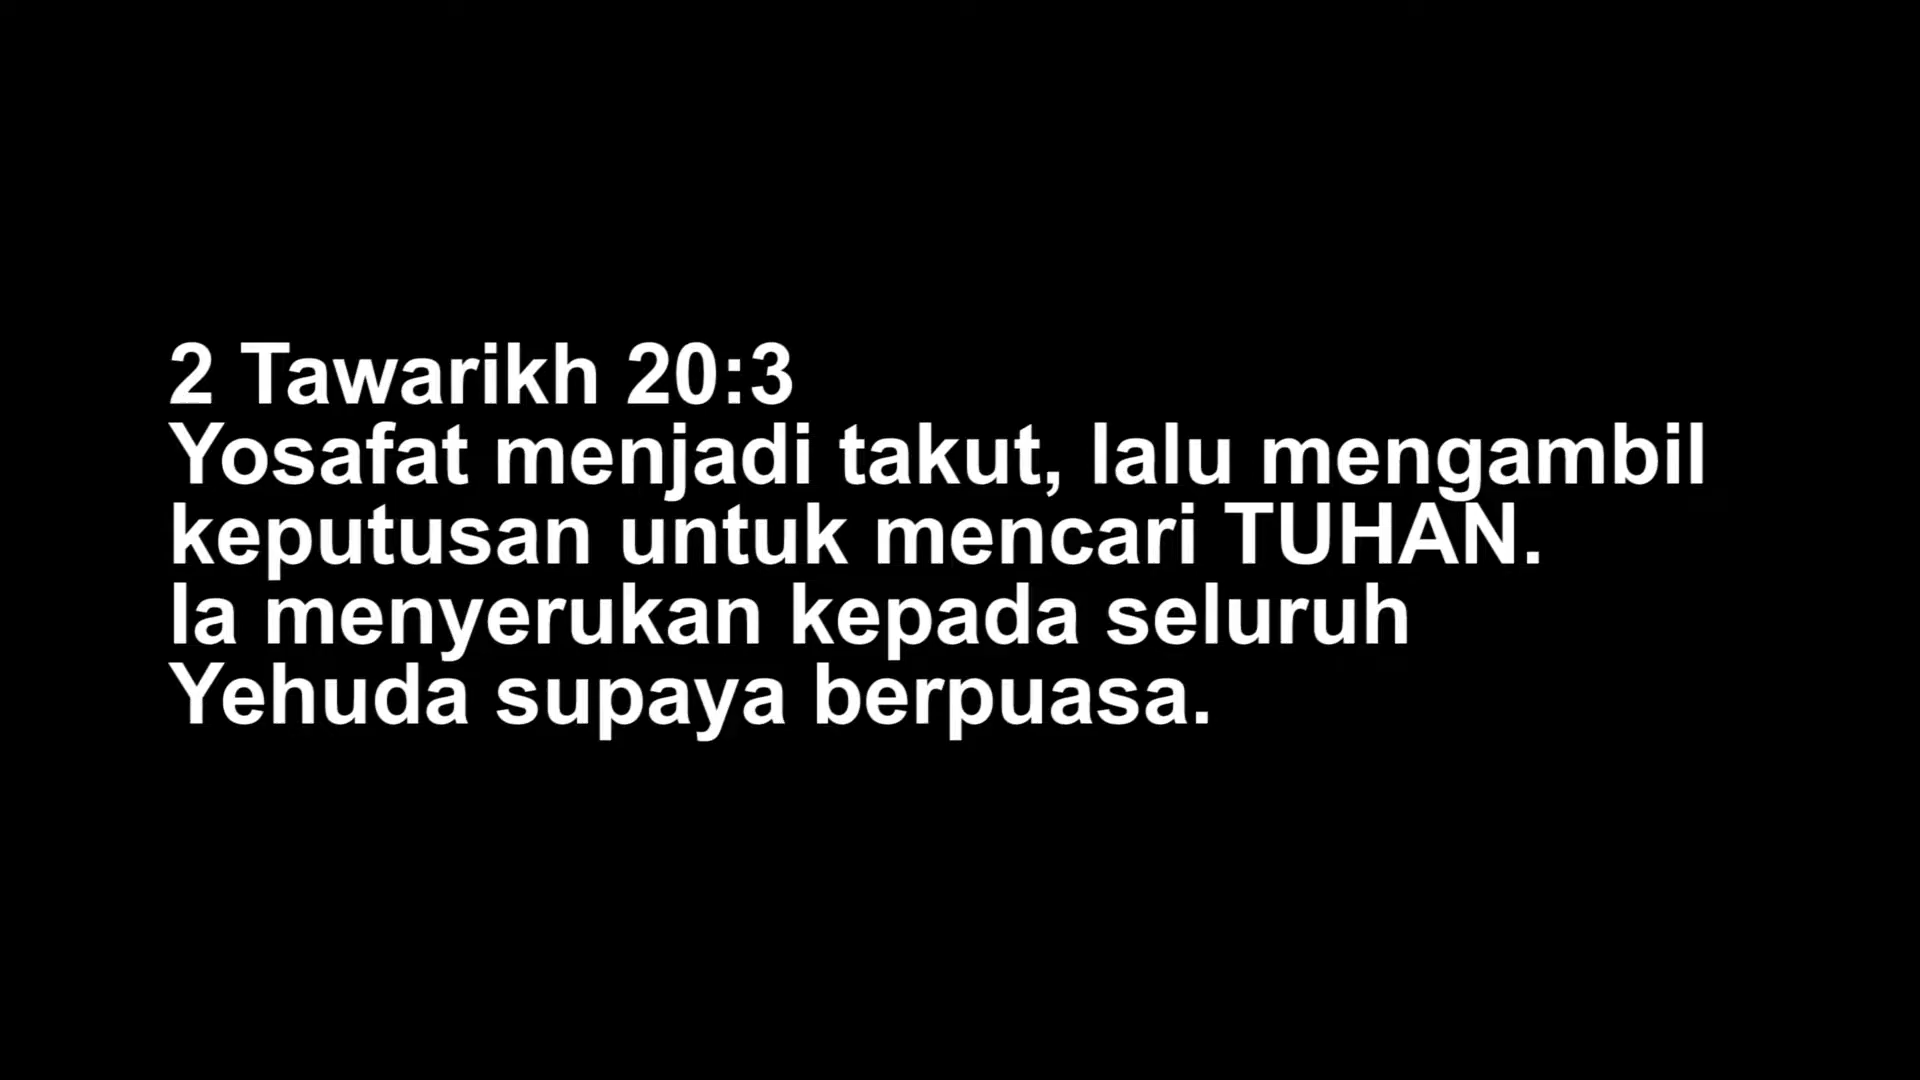 2 Tawarikh 20:3
Yosafat menjadi takut, lalu mengambil
keputusan untuk mencari TUHAN.
Ia menyerukan kepada seluruh
Yehuda supaya berpuasa.